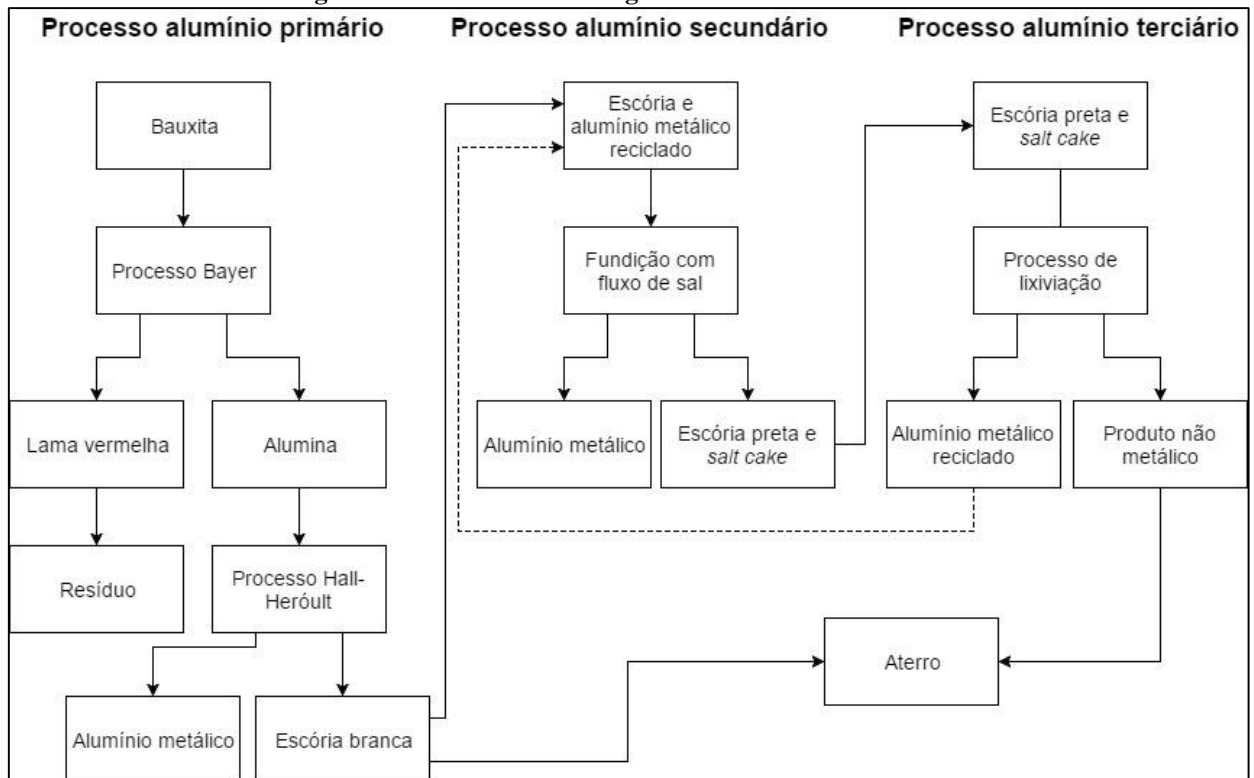 Processo alumínio primário
Processo alumínio secundário
Processo alumínio terciário
Bauxita
Processo Bayer
Lama vermelha
Alumina
Resíduo
Processo Hall-
Heróult
Alumínio metálico
Escória branca
Escória e
alumínio metálico
reciclado
Fundição com
fluxo de sal
Alumínio metálico
Escória preta e
salt cake
Escória preta e
salt cake
Processo de
lixiviação
Alumínio metálico
reciclado
Produto não
metálico
Aterro